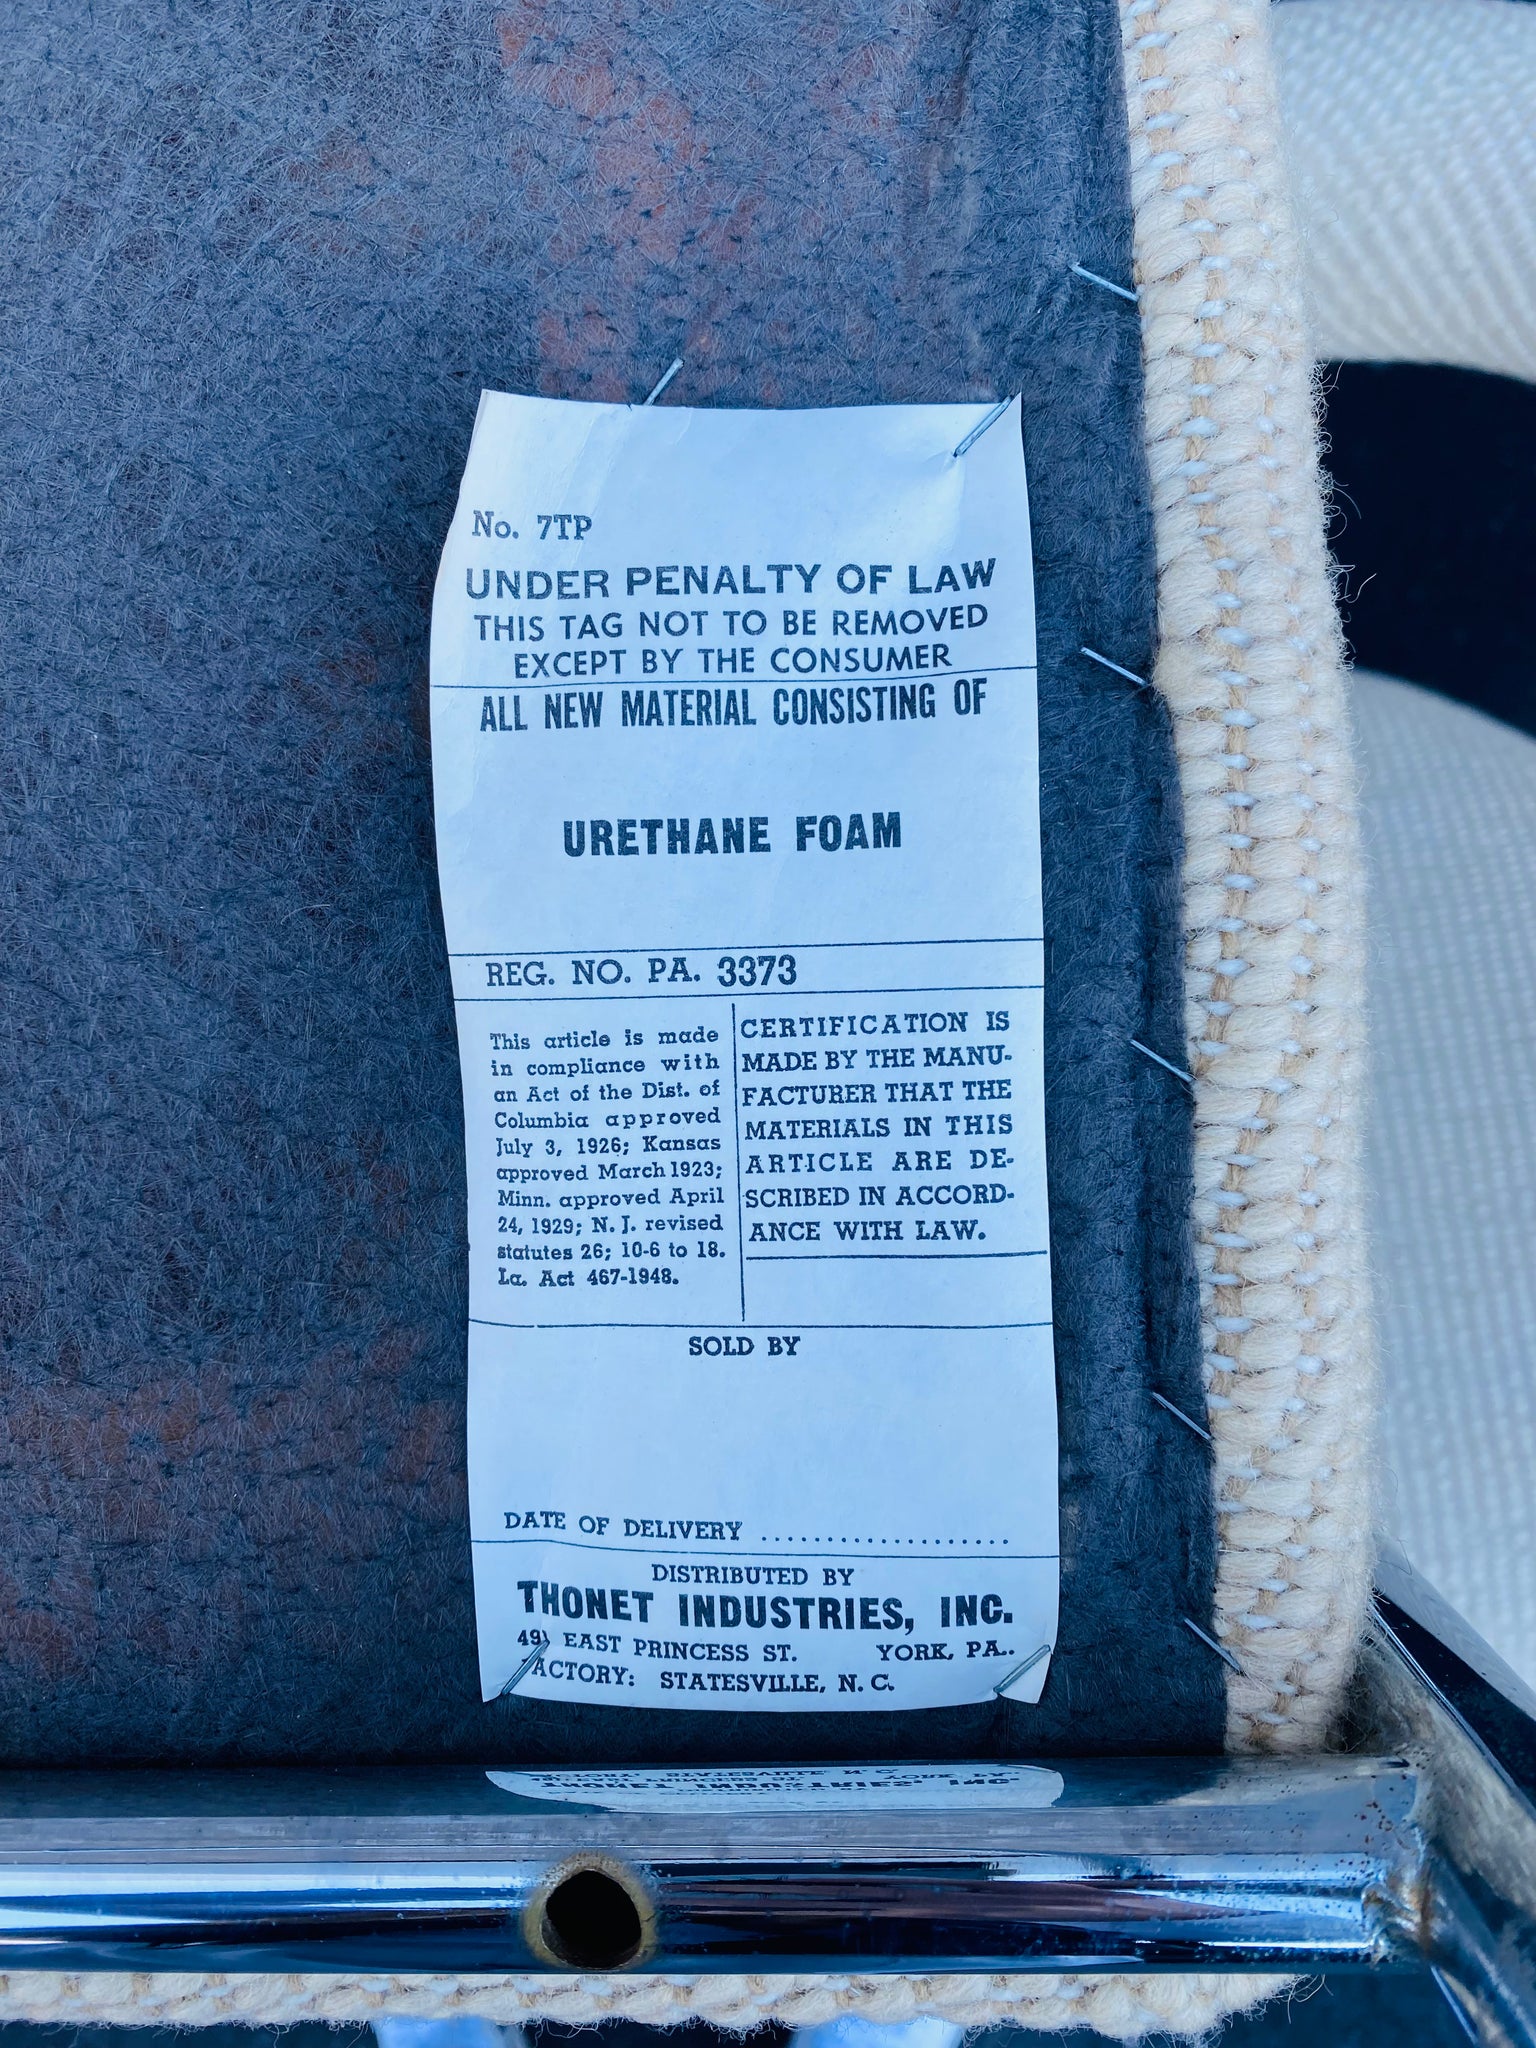 No. 7TP
UNDER PENALTY OF LAW
THIS TAG NOT TO BE REMOVED
EXCEPT BY THE CONSUMER
ALL NEW MATERIAL CONSISTING OF
URETHANE FOAM
REG. NO. PA. 3373
This article is made
in compliance with
an Act of the Dist. of
Columbia approved
July 3, 1926; Kansas
approved March 1923;
Minn. approved April
24, 1929; N. J. revised
statutes 26; 10-6 to 18.
La. Act 467-1948.
CERTIFICATION IS
MADE BY THE MANU-
FACTURER THAT THE
MATERIALS IN THIS
ARTICLE ARE DE-
SCRIBED IN ACCORD-
ANCE WITH LAW.
SOLD BY
DATE OF DELIVERY ...................
DISTRIBUTED BY
THONET INDUSTRIES, INC.
EAST PRINCESS ST. YORK, PA..
FACTORY: STATESVILLE, N. C.